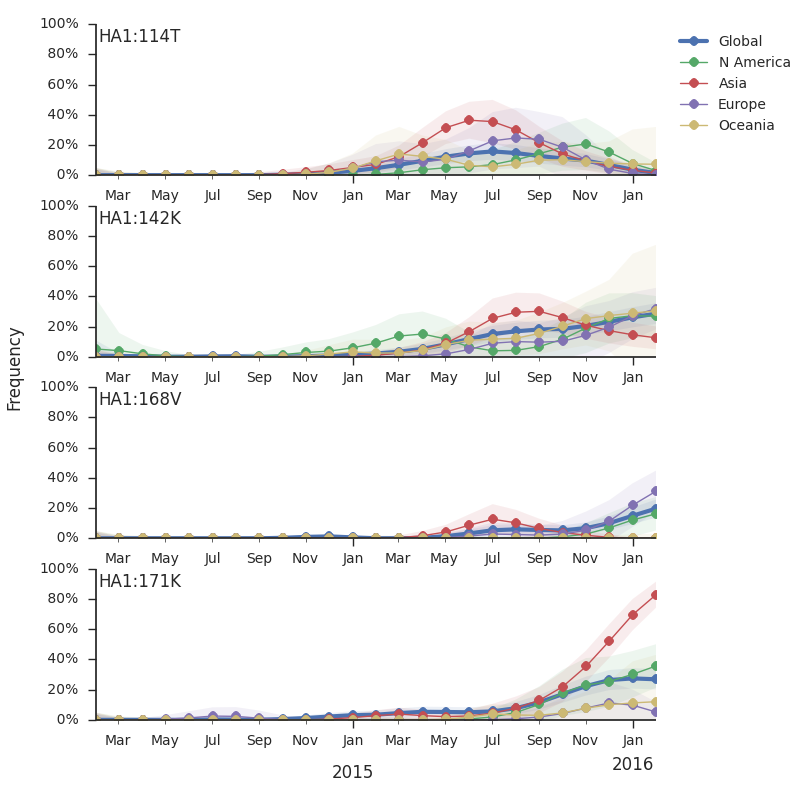 Frequency
HA1:114T
100%
80%
60%
40%
20%
0%
Mar May Jul Sep Nov Jan Mar May Jul Sep Nov Jan
Global
N America
Asia
Europe
Oceania
HA1:142K
100%
80%
60%
40%
20%
0%
Mar May Jul Sep Nov Jan Mar May Jul Sep Nov Jan
HA1:168V
100%
80%
60%
40%
20%
0%
Mar May Jul Sep Nov Jan Mar May Jul Sep Nov Jan
HA1:171K
100%
80%
60%
40%
20%
0%
Mar May Jul Sep Nov Jan Mar May Jul Sep Nov Jan
2015 2016